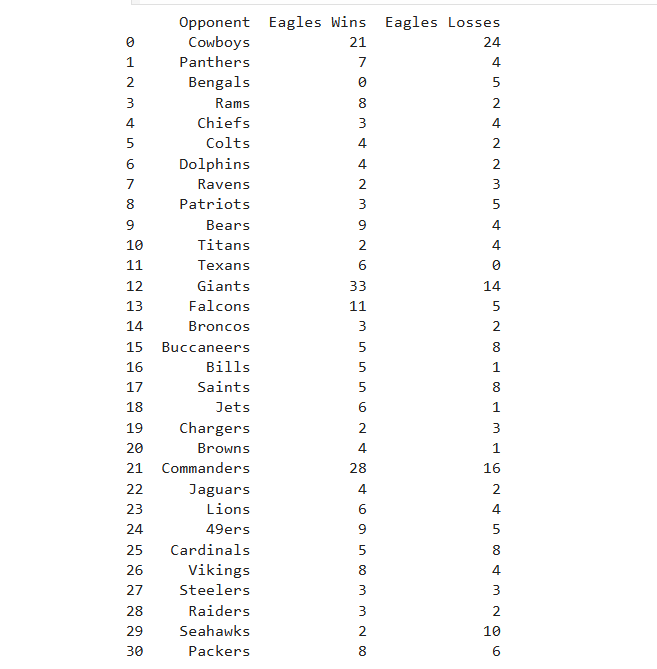 Opponent Eagles Wins Eagles Losses
0 Cowboys 21 24
1 Panthers 7 4
2 Bengals 0 5
3 Rams 8 2
4 Chiefs 3 4
5 Colts 4 2
6 Dolphins 4 2
7 Ravens 2 3
8 Patriots 3 5
9 Bears 9 4
10 Titans 2 4
11 Texans 6 0
12 Giants 33 14
13 Falcons 11 5
14 Broncos 3 2
15 Buccaneers 5 8
16 Bills 5 1
17 Saints 5 8
18 Jets 6 1
19 Chargers 2 3
20 Browns 4 1
21 Commanders 28 16
22 Jaguars 4 2
23 Lions 6 4
24 49ers 9 5
25 Cardinals 5 8
26 Vikings 8 4
27 Steelers 3 3
28 Raiders 3 2
29 Seahawks 2 10
30 Packers 8 6